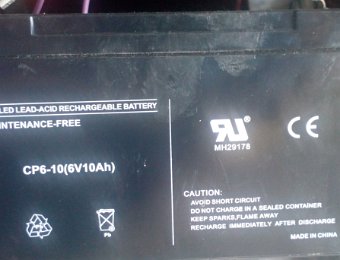 LED LEAD-ACID RECHARGEABLE BATTERY
INTENANCE-FREE
CP6-10(6V10Ah)
Pb
RU
MH29178
CE
CAUTION:
AVOID SHORT CIRCUIT
DO NOT CHARGE IN A SEALED CONTAINER
KEEP SPARKS,FLAME AWAY
RECHARGE IMMEDIATELY AFTER DISCHARGE
MADE IN CHINA